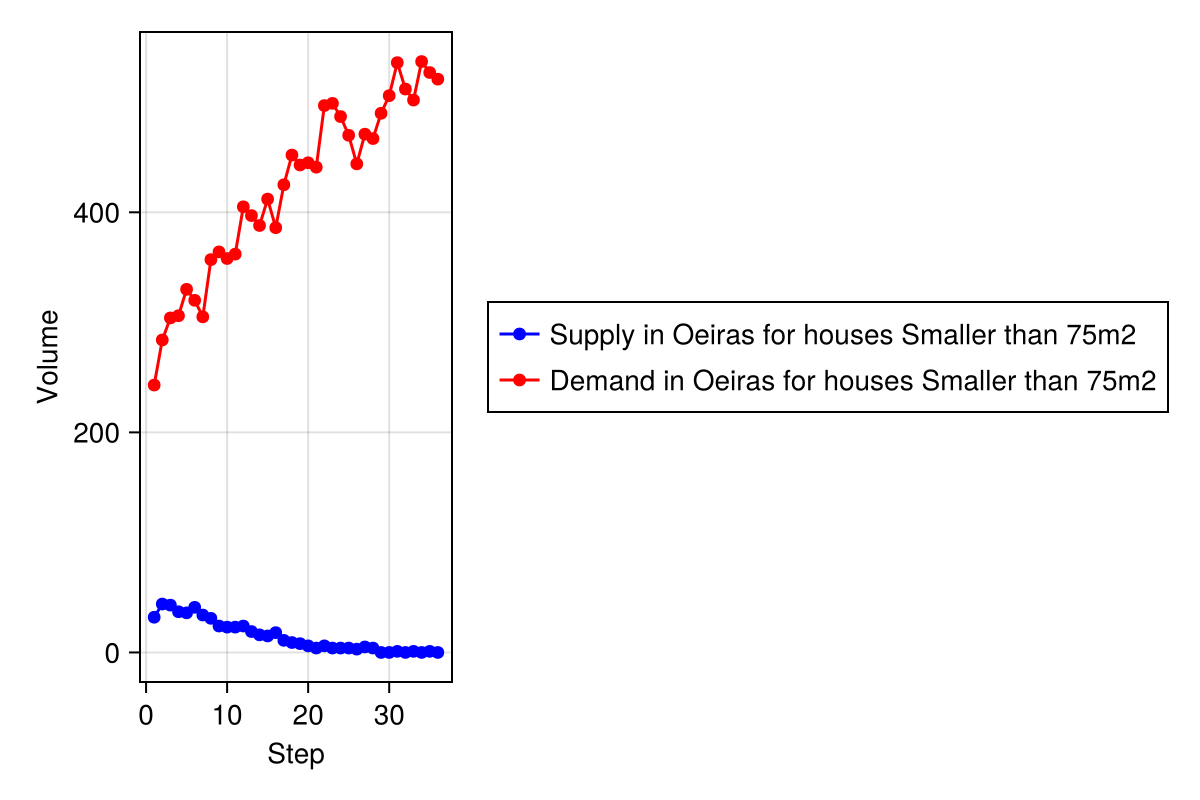 Volume
400
200
0
0 10 20 30
Step
Supply in Oeiras for houses Smaller than 75m2
Demand in Oeiras for houses Smaller than 75m2